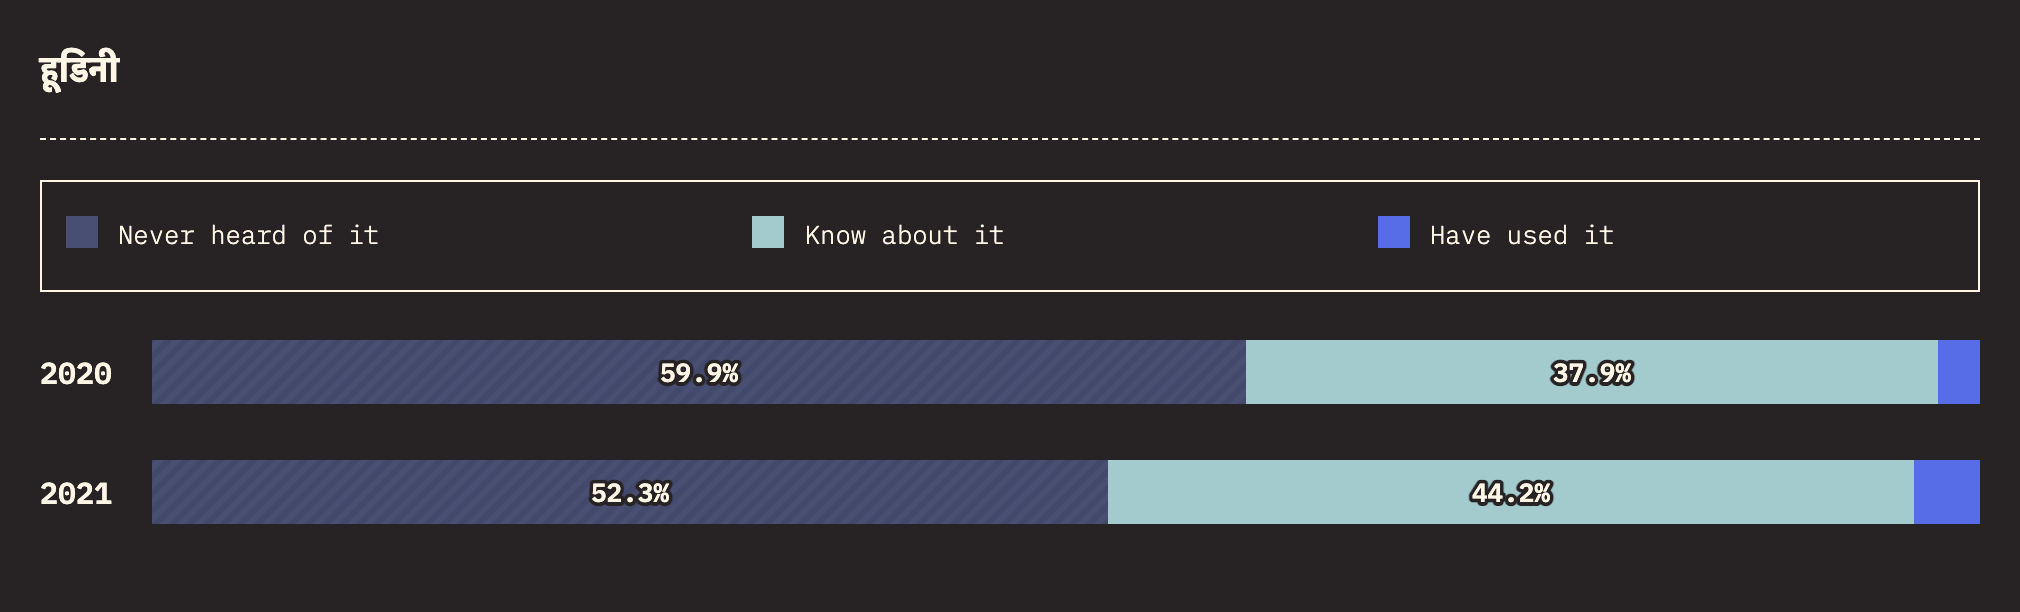 हूडिनी
Never heard of it Know about it Have used it
2020 59.9% 37.9%
2021 52.3% 44.2%